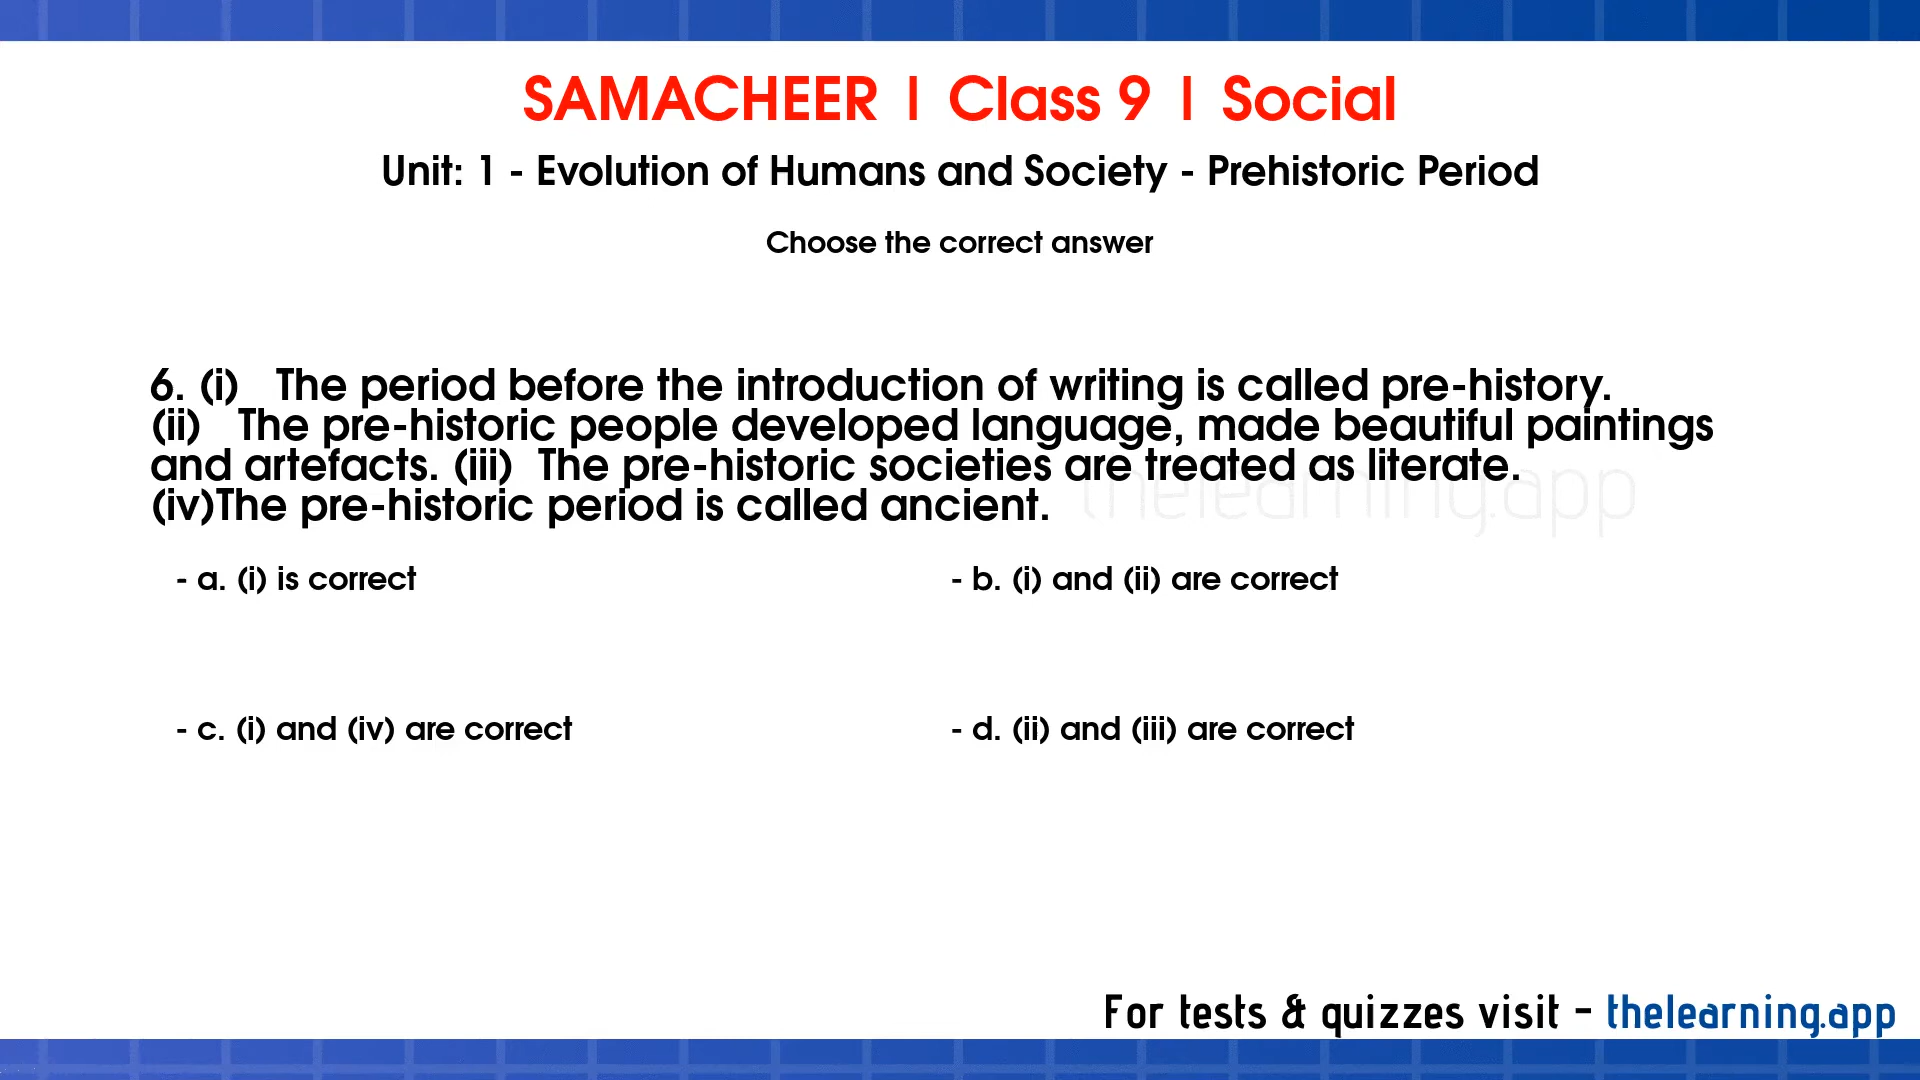 SAMACHEER | Class 9 | Social
Unit: 1 - Evolution of Humans and Society - Prehistoric Period
Choose the correct answer
6. (i) The period before the introduction of writing is called pre-history.
(ii) The pre-historic people developed language, made beautiful paintings
and artefacts. (iii) The pre-historic societies are treated as literate.
(iv)The pre-historic period is called ancient.
thelearning.app
- a. (i) is correct
- b. (i) and (ii) are correct
- c. (i) and (iv) are correct
- d. (ii) and (iii) are correct
For tests & quizzes visit - thelearning.app